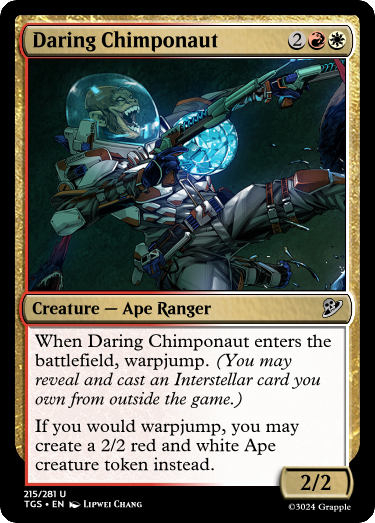 Daring Chimponaut 2
Creature — Ape Ranger
When Daring Chimponaut enters the
battlefield, warpjump. (You may
reveal and cast an Interstellar card you
own from outside the game.)
If you would warpjump, you may
create a 2/2 red and white Ape
creature token instead.
2/2
215/281 U
TGS • EN Lipwei Chang
©3024 Grapple